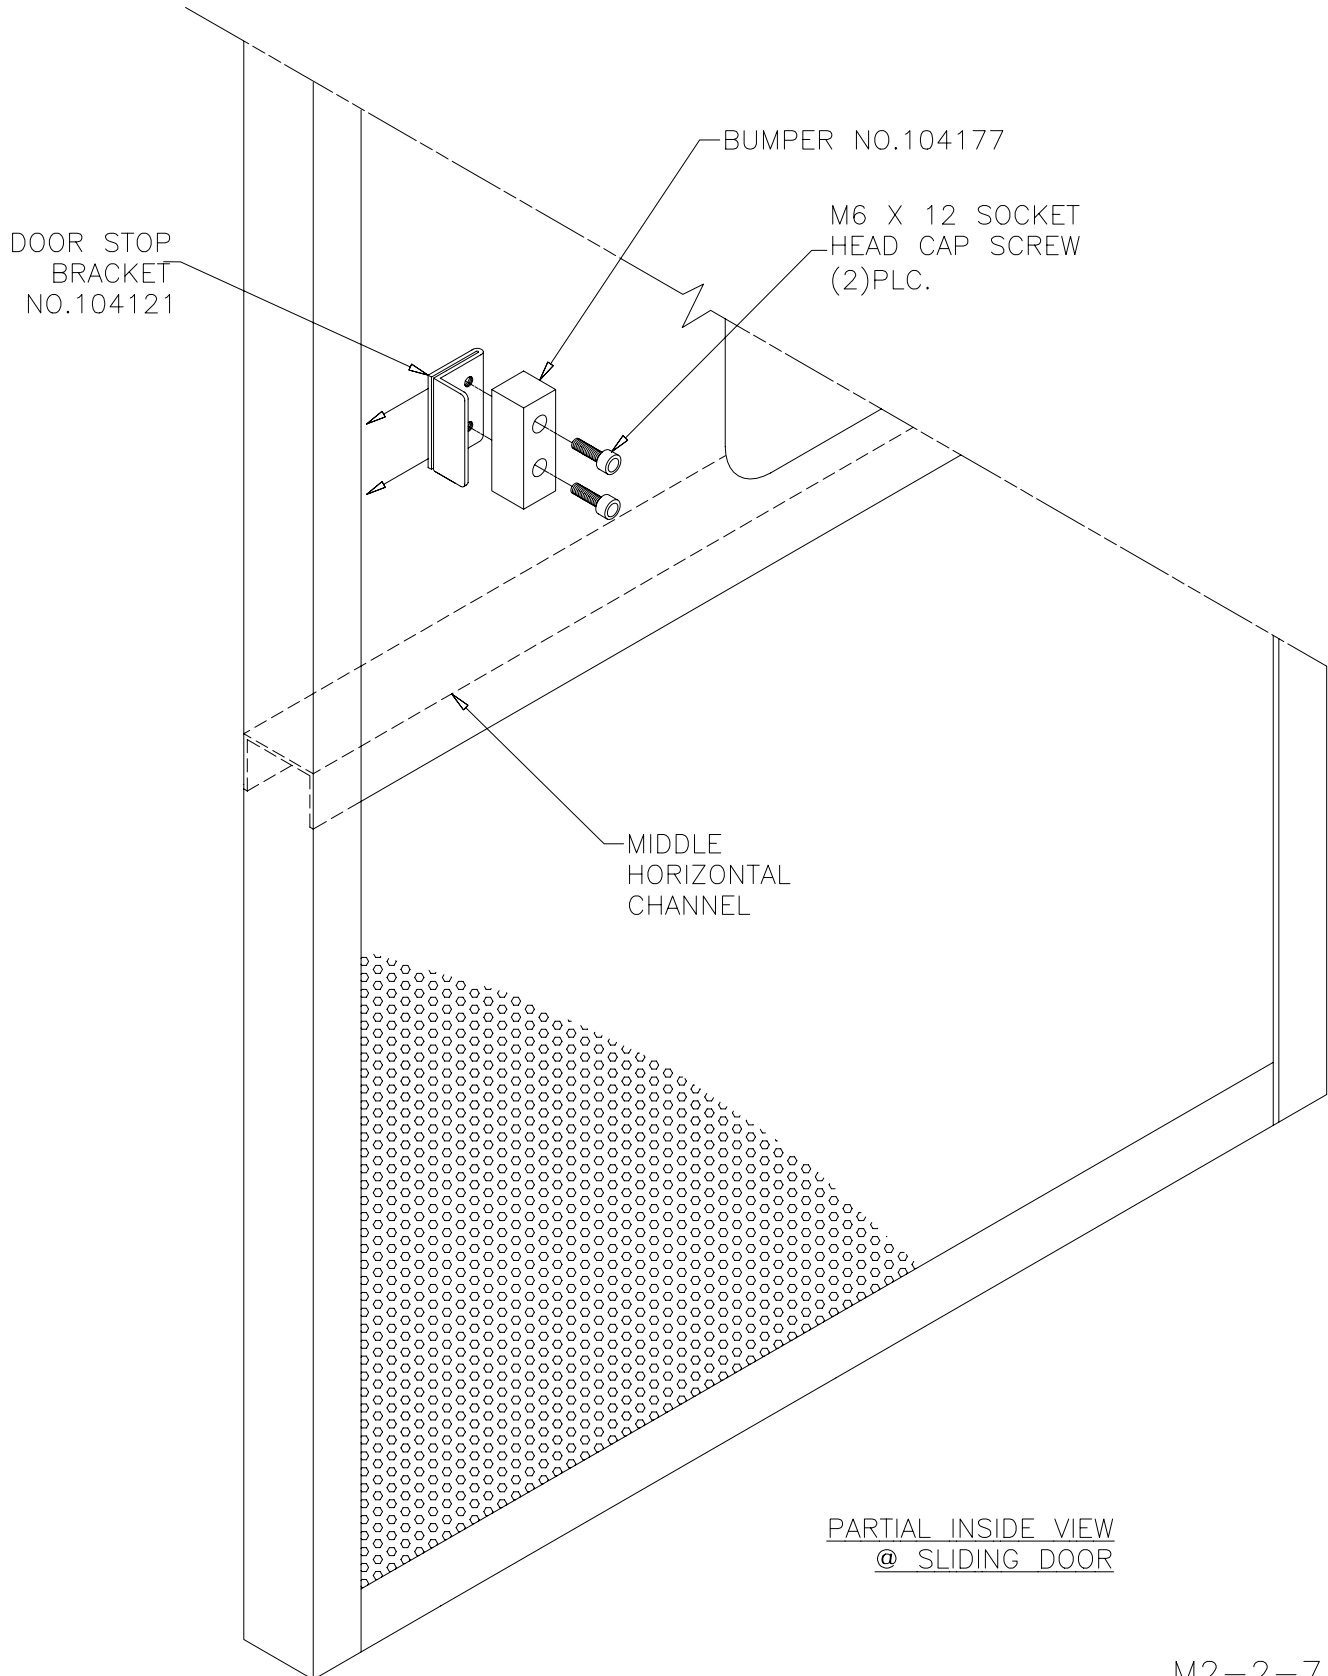 BUMPER NO.104177
M6 X 12 SOCKET
HEAD CAP SCREW
(2)PLC.
DOOR STOP
BRACKET
NO.104121
MIDDLE
HORIZONTAL
CHANNEL
PARTIAL INSIDE VIEW
@ SLIDING DOOR
M2-2-7